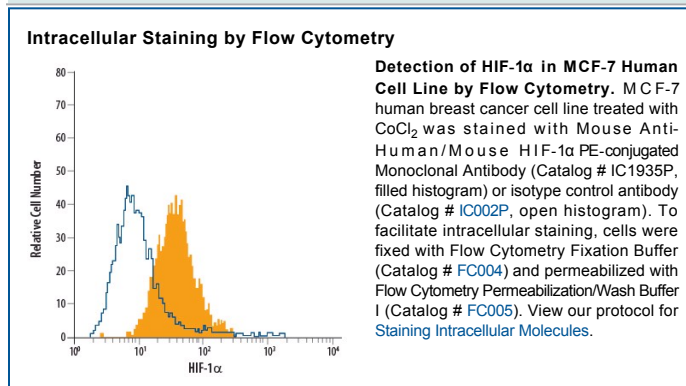 Intracellular Staining by Flow Cytometry
80
70
60
50
40
30
20
10
0
Relative Cell Number
10⁰ 10¹ 10² 10³ 10⁴
HIF-1α
Detection of HIF-1α in MCF-7 Human
Cell Line by Flow Cytometry. MCF-7
human breast cancer cell line treated with
CoCl₂ was stained with Mouse Anti-
Human/Mouse HIF-1α PE-conjugated
Monoclonal Antibody (Catalog # IC1935P,
filled histogram) or isotype control antibody
(Catalog # IC002P, open histogram). To
facilitate intracellular staining, cells were
fixed with Flow Cytometry Fixation Buffer
(Catalog # FC004) and permeabilized with
Flow Cytometry Permeabilization/Wash Buffer
I (Catalog # FC005). View our protocol for
Staining Intracellular Molecules.